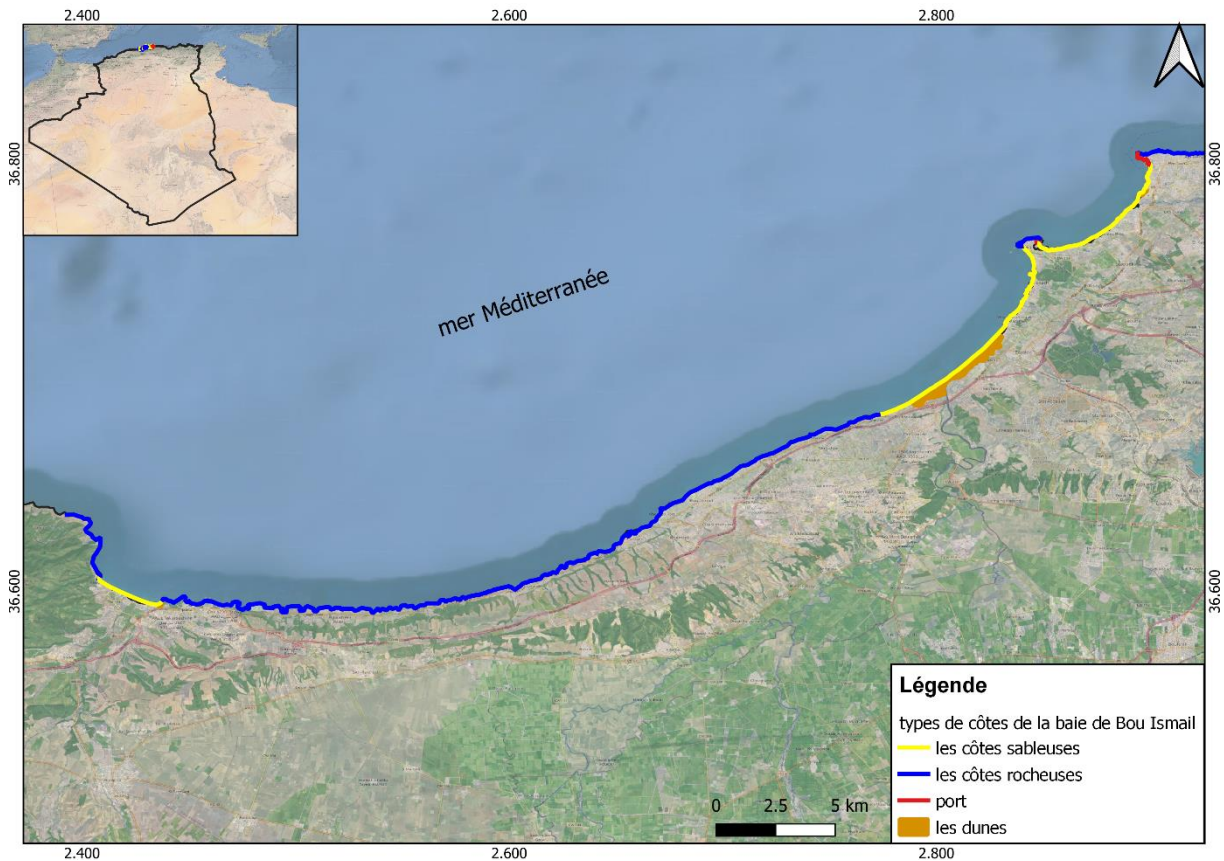 2.400
2.600
2.800
36.800
36.800
mer Méditerranée
36.600
36.600
Légende
types de côtes de la baie de Bou Ismail
les côtes sableuses
les côtes rocheuses
port
les dunes
0
2.5
5 km
2.400
2.600
2.800